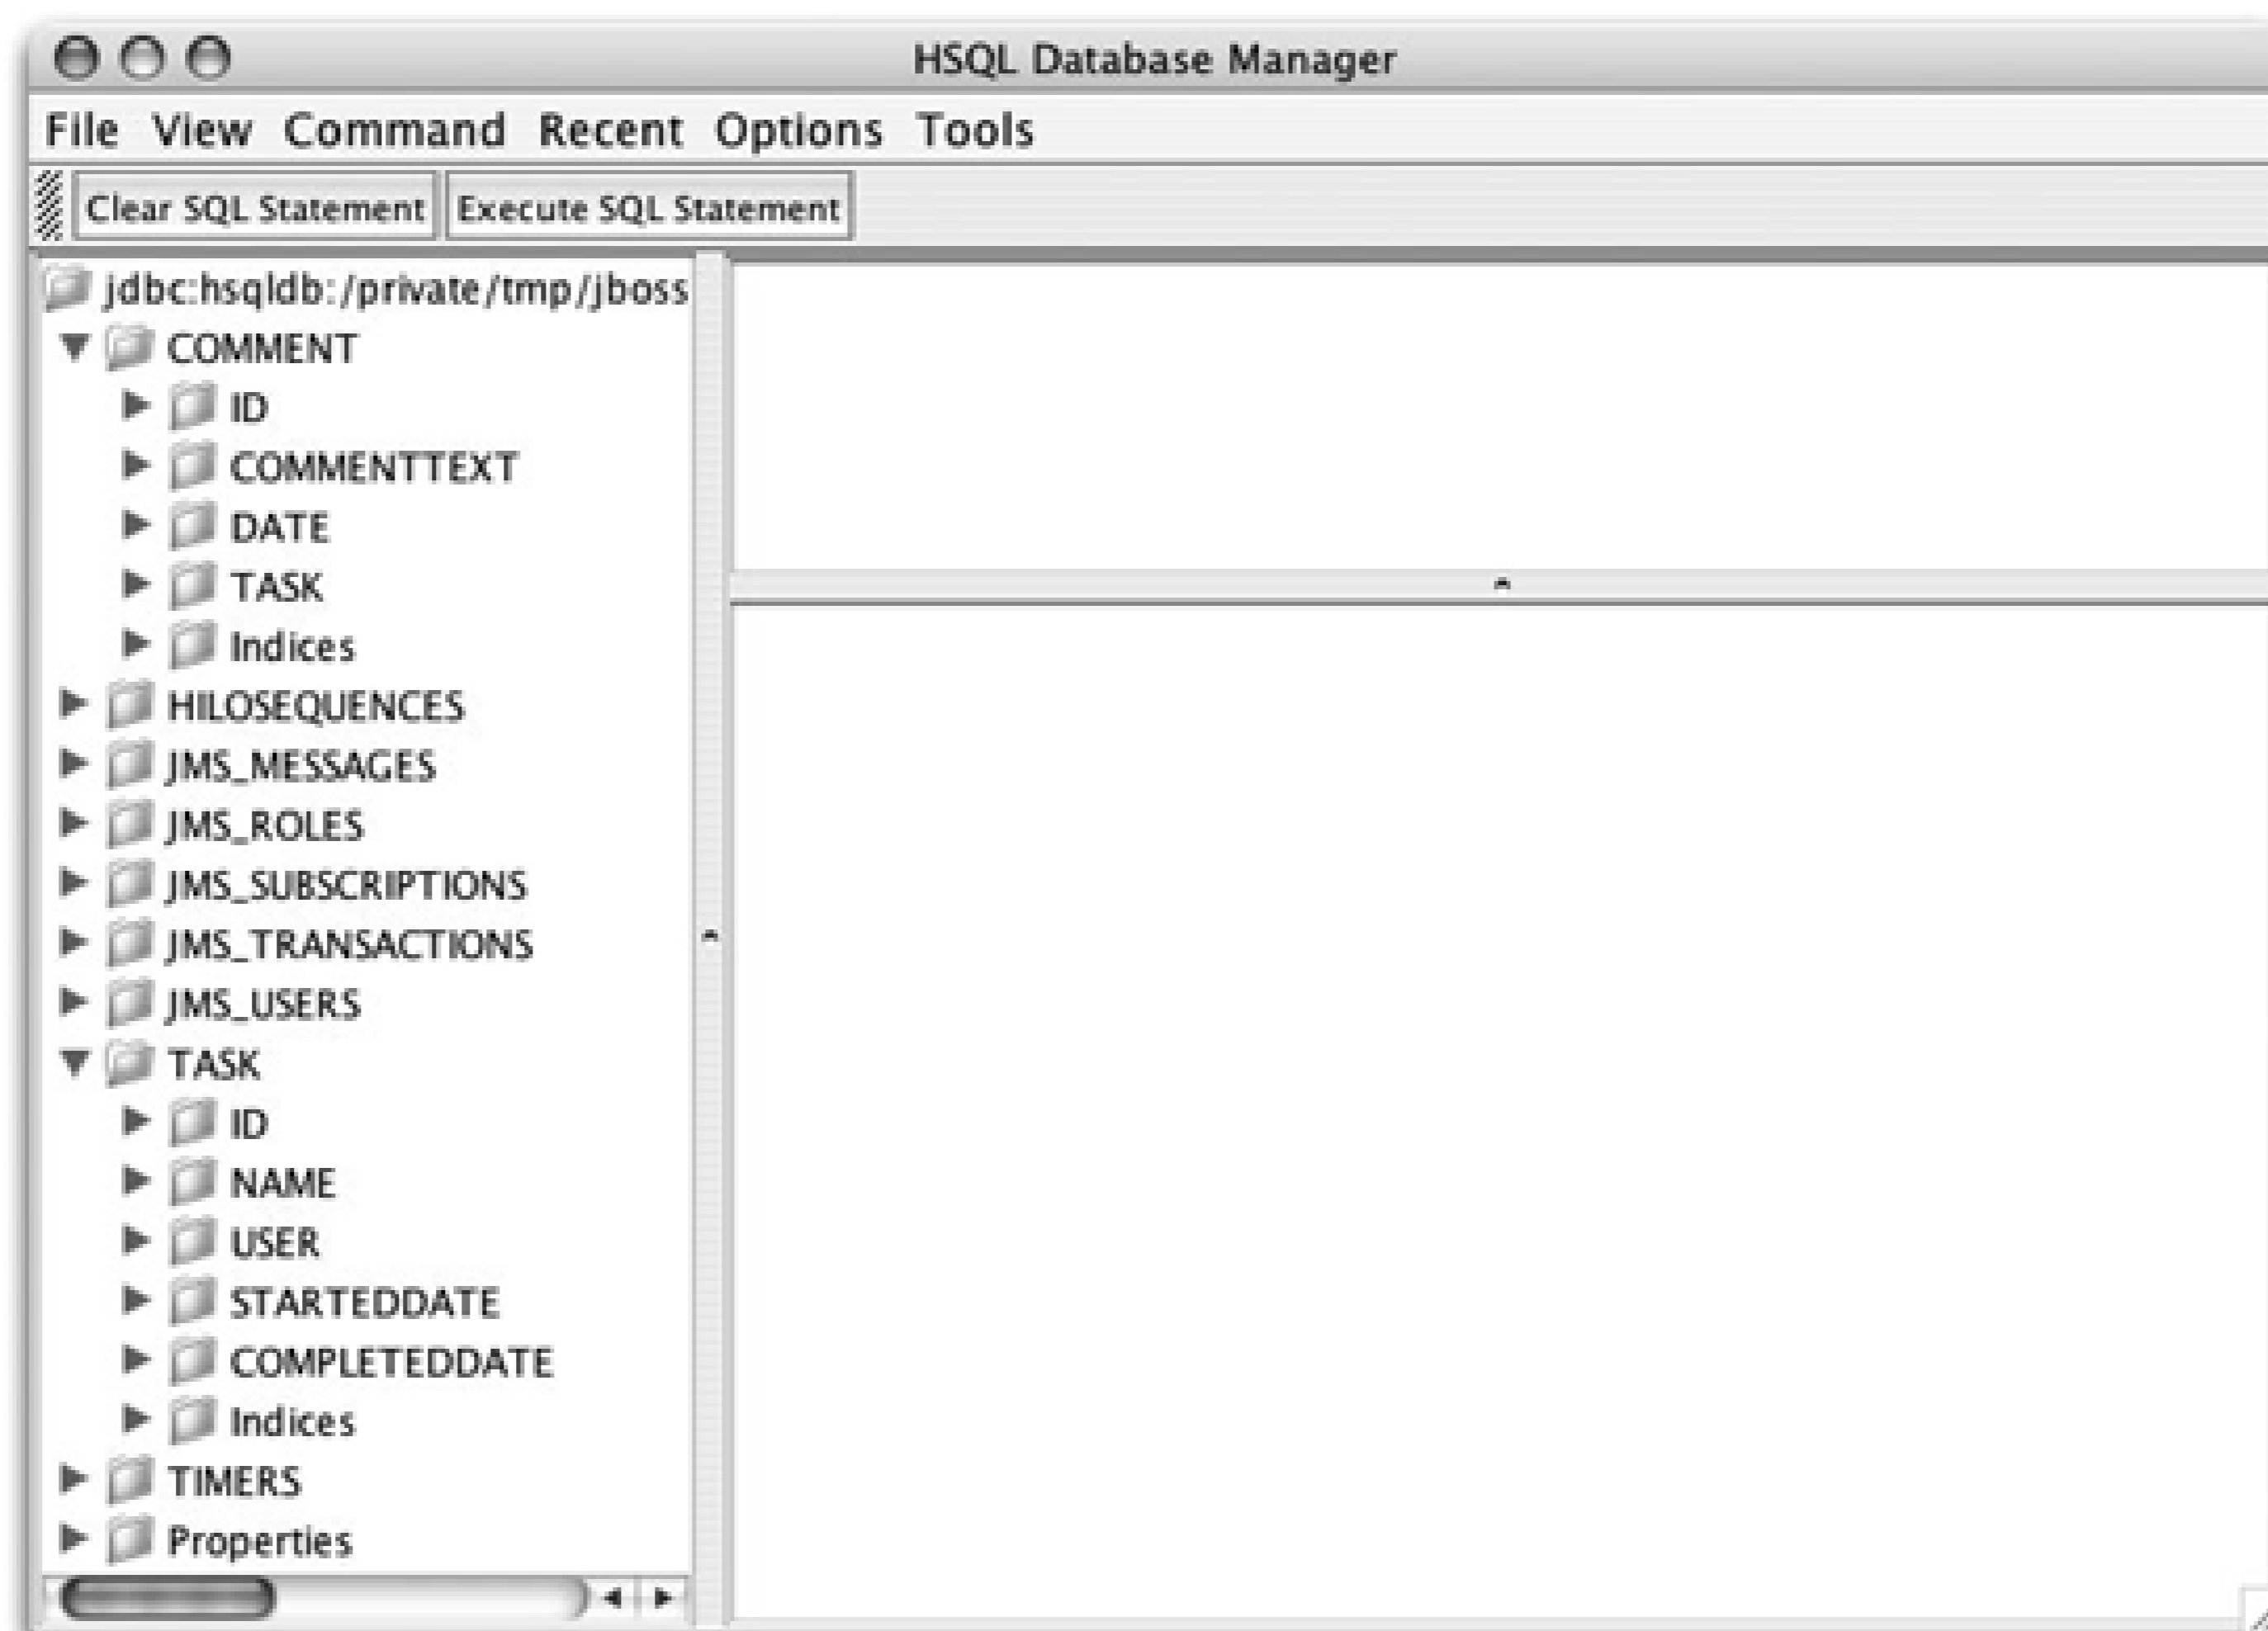 HSQL Database Manager
File View Command Recent Options Tools
Clear SQL Statement Execute SQL Statement
jdbc:hsqldb:/private/tmp/jboss
COMMENT
ID
COMMENTTEXT
DATE
TASK
Indices
HILOSEQUENCES
JMS_MESSAGES
JMS_ROLES
JMS_SUBSCRIPTIONS
JMS_TRANSACTIONS
JMS_USERS
TASK
ID
NAME
USER
STARTEDDATE
COMPLETEDDATE
Indices
TIMERS
Properties